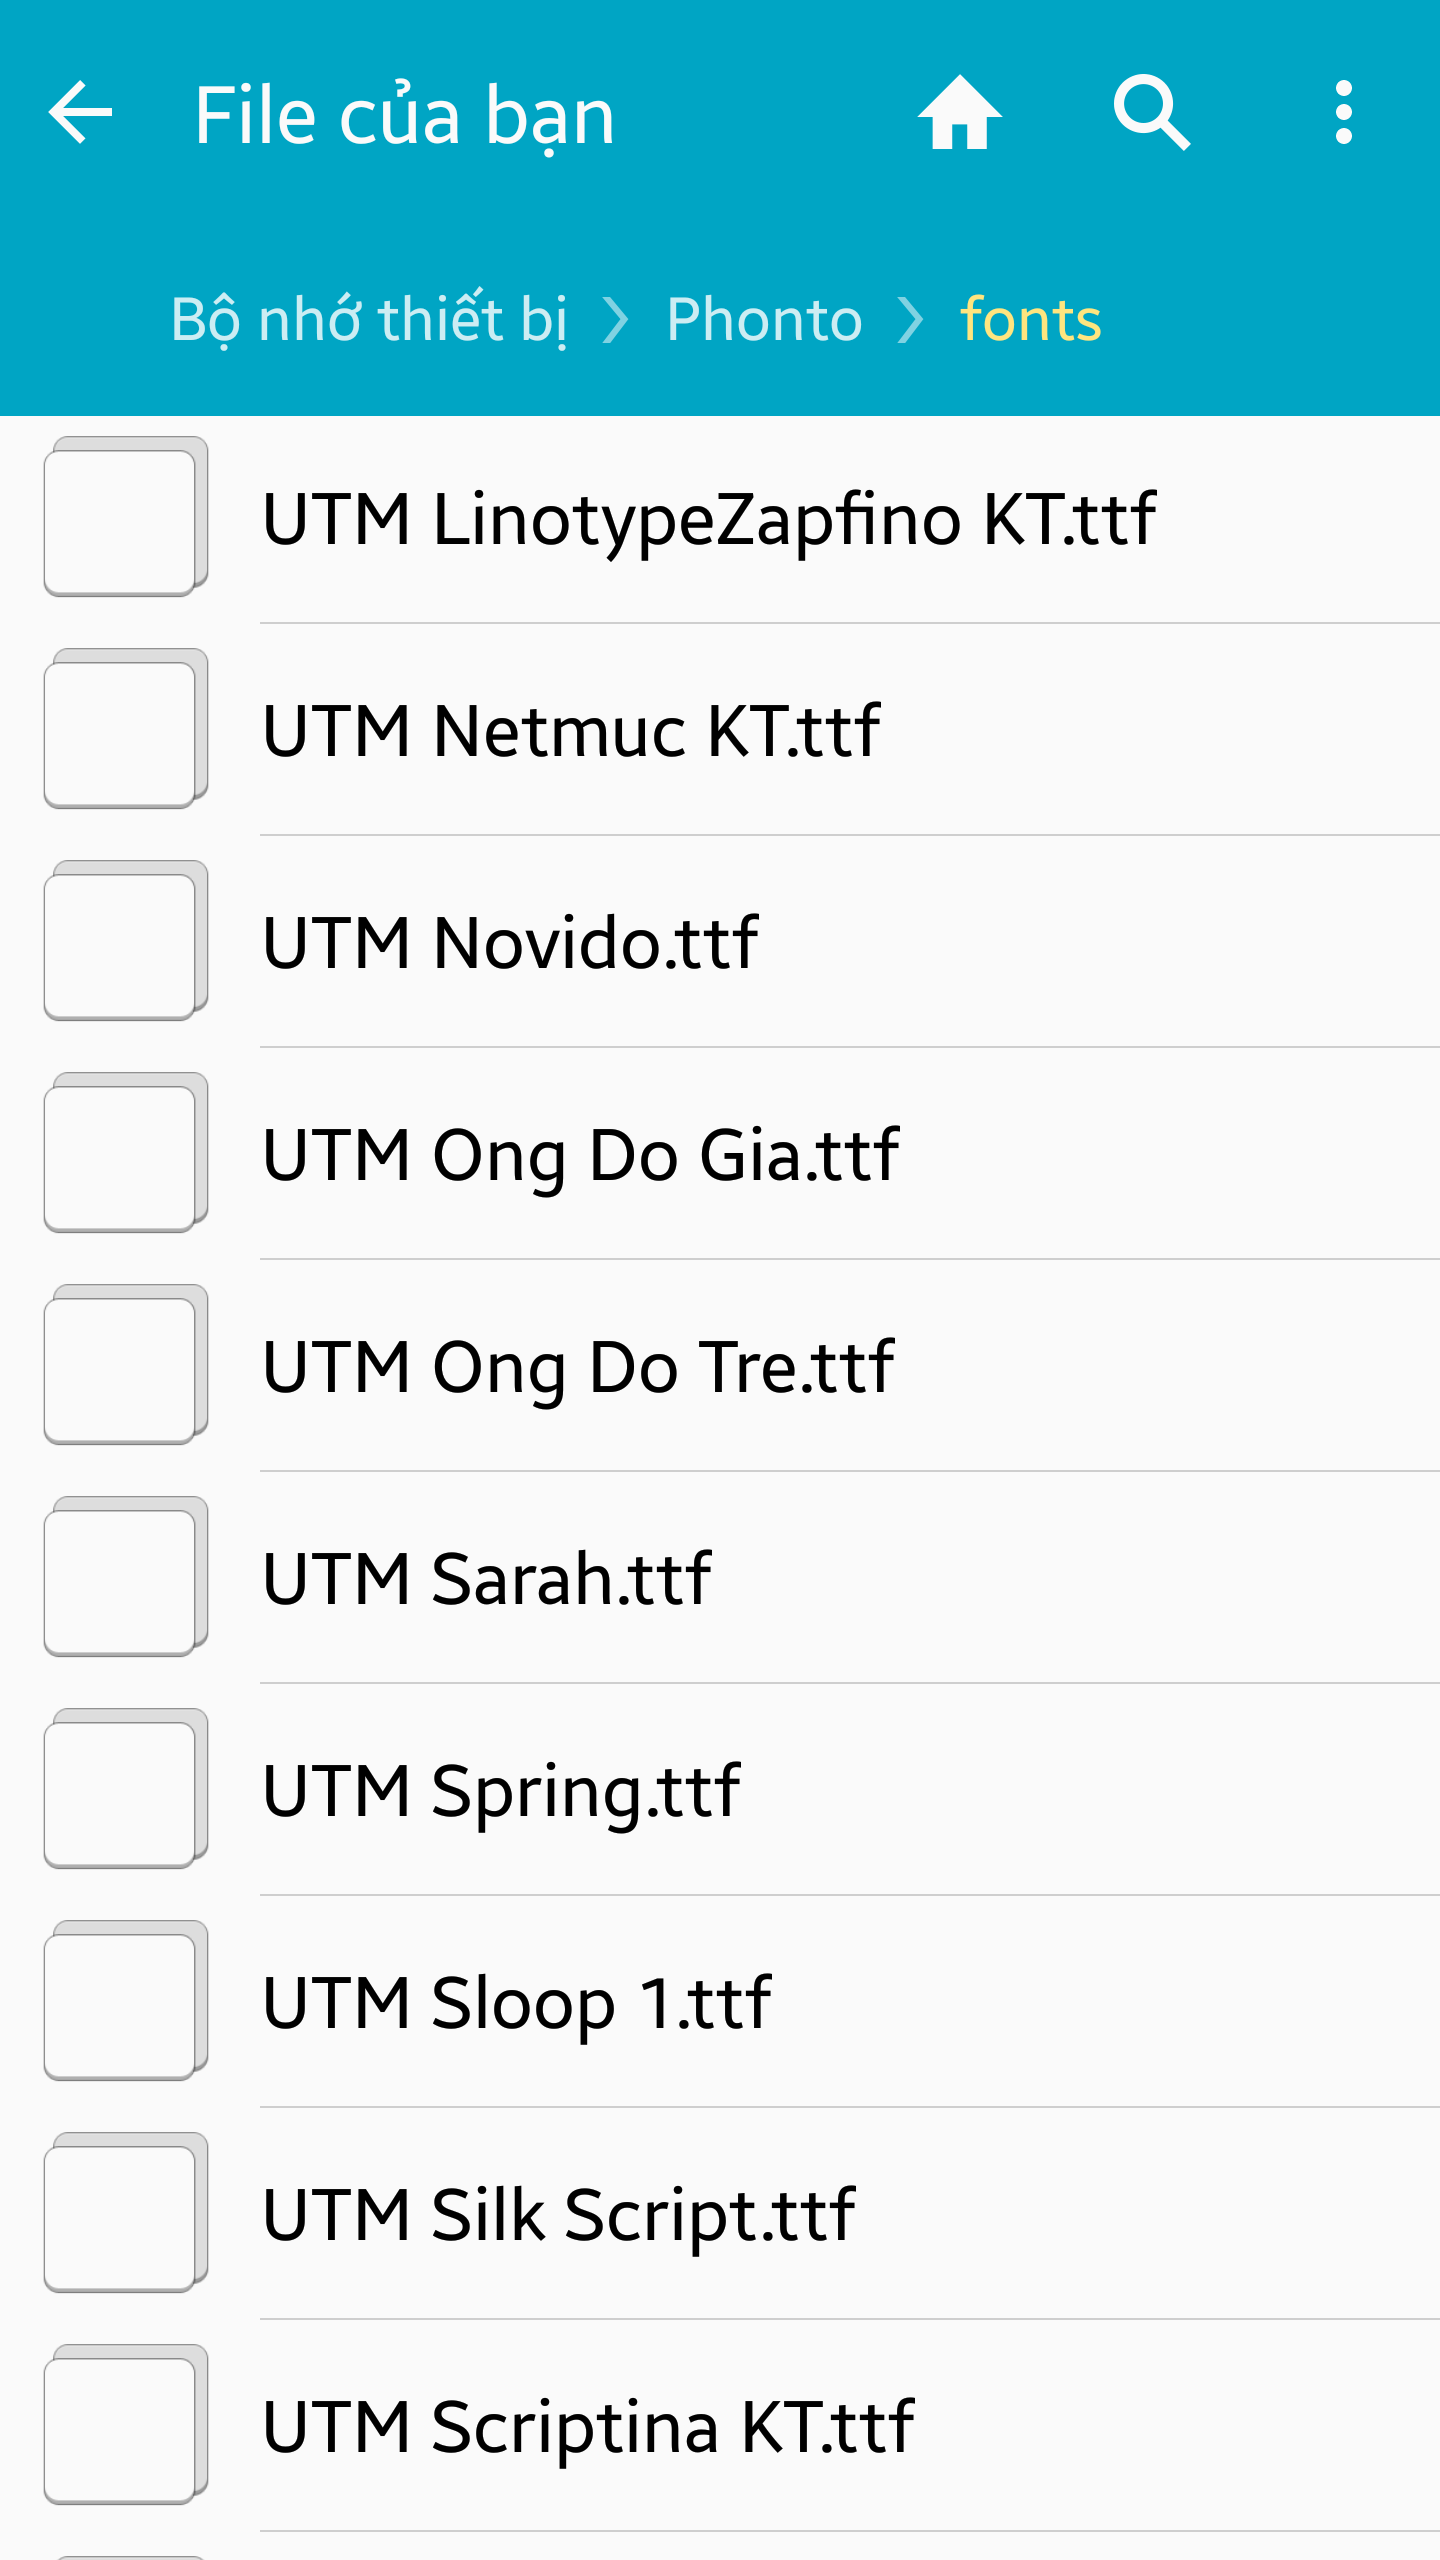 File của bạn
Bộ nhớ thiết bị > Phonto > fonts
UTM LinotypeZapfino KT.ttf
UTM Netmuc KT.ttf
UTM Novido.ttf
UTM Ong Do Gia.ttf
UTM Ong Do Tre.ttf
UTM Sarah.ttf
UTM Spring.ttf
UTM Sloop 1.ttf
UTM Silk Script.ttf
UTM Scriptina KT.ttf